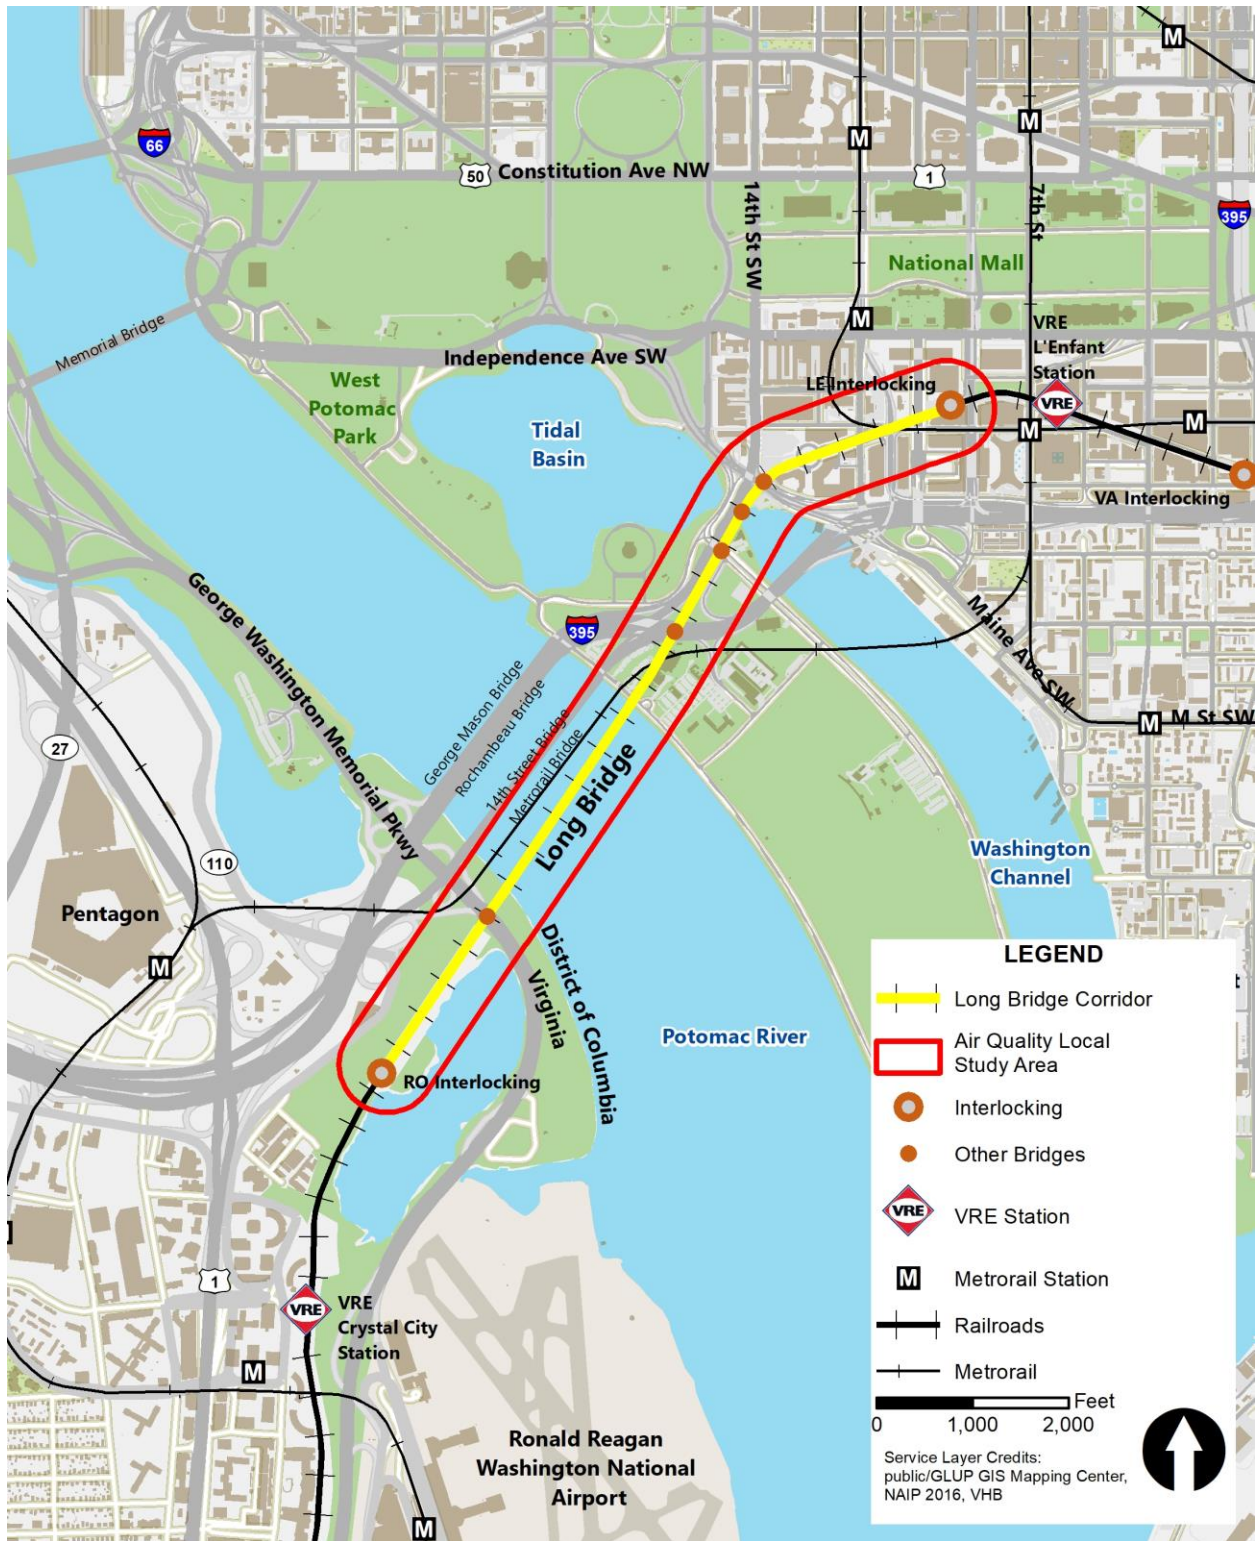 M
66
M
M
50
Constitution Ave NW
1
14th St SW
7th St
395
National Mall
Memorial Bridge
M
VRE
L'Enfant
Station
Independence Ave SW
West
Potomac
Park
LE Interlocking
VRE
Tidal
Basin
M
M
VA Interlocking
George Washington Memorial Pkwy
395
Maine Ave SW
George Mason Bridge
Rochambeau Bridge
14th Street Bridge
Metrorail Bridge
Long Bridge
M
M St SW
27
110
Washington
Channel
Pentagon
M
District of Columbia
Virginia
Potomac River
RO Interlocking
1
VRE
VRE
Crystal City
Station
M
Ronald Reagan
Washington National
Airport
M
LEGEND
Long Bridge Corridor
Air Quality Local
Study Area
Interlocking
Other Bridges
VRE
VRE Station
M
Metrorail Station
Railroads
Metrorail
Feet
0 1,000 2,000
Service Layer Credits:
public/GLUP GIS Mapping Center,
NAIP 2016, VHB